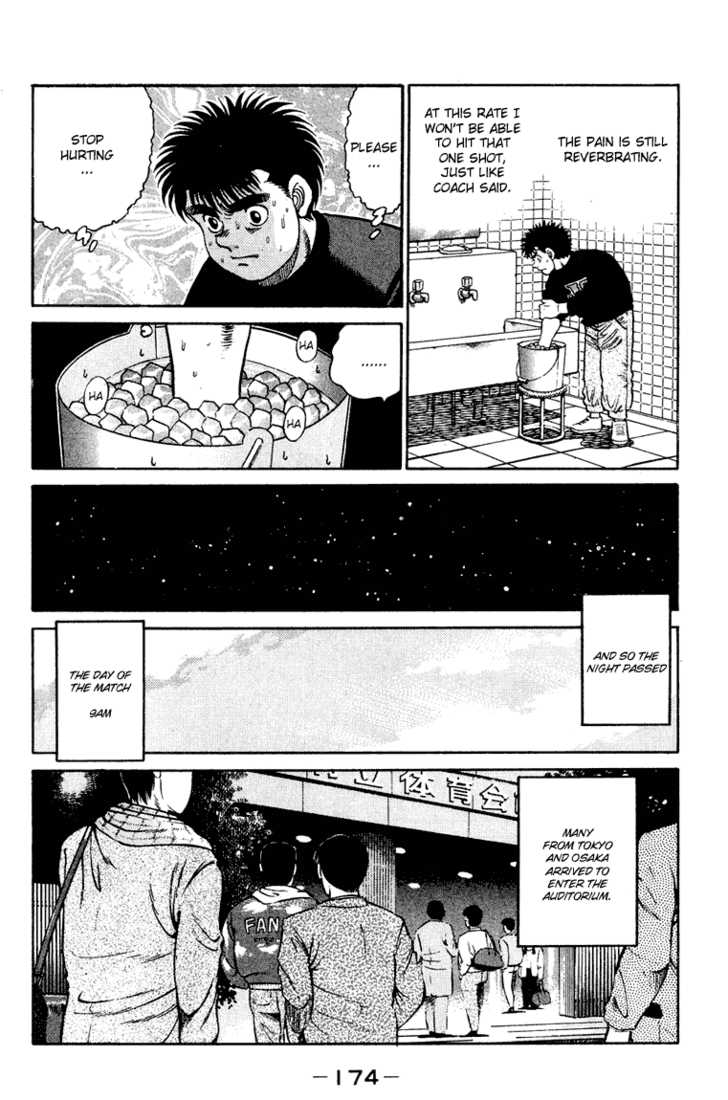 THE PAIN IS STILL
REVERBRATING.
AT THIS RATE I
WON'T BE ABLE
TO HIT THAT
ONE SHOT,
JUST LIKE
COACH SAID.
PLEASE
...
STOP
HURTING
...
......
HA
HA
HA
AND SO THE
NIGHT PASSED
THE DAY OF
THE MATCH
9AM
MANY
FROM TOKYO
AND OSAKA
ARRIVED TO
ENTER THE
AUDITORIUM.
立体育会
FAN
- 174 -